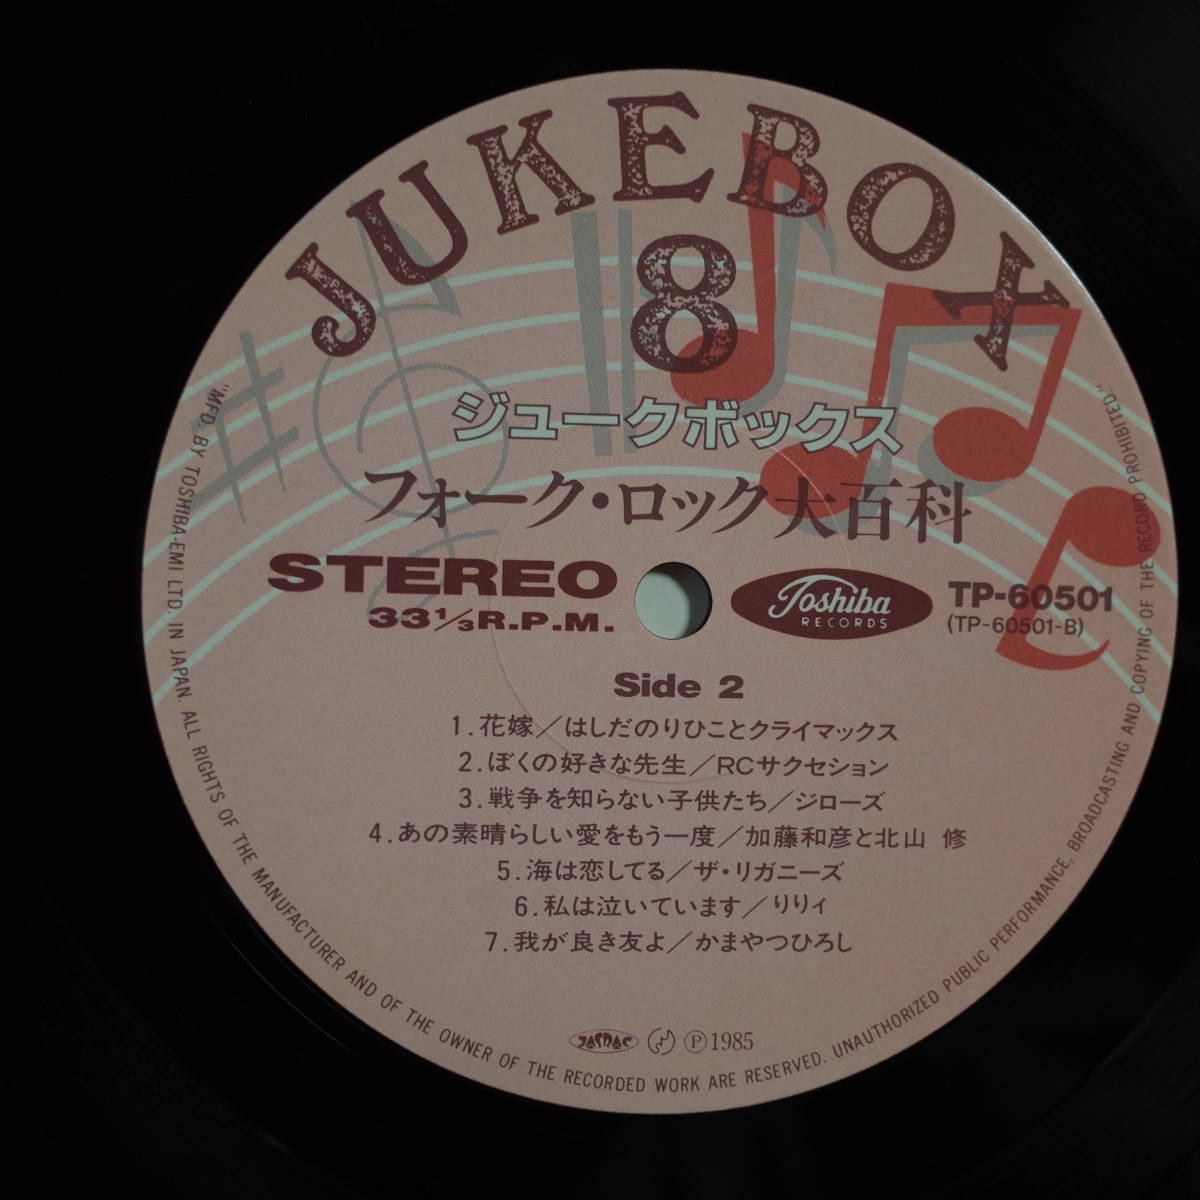 JUKEBOX
8
ジュークボックス
フォーク・ロック大百科
STEREO
33 1/3 R.P.M.
Toshiba
RECORDS
TP-60501
(TP-60501-B)
Side 2
1.花嫁／はしだのりひことクライマックス
2.ぼくの好きな先生／RCサクセション
3.戦争を知らない子供たち／ジローズ
4.あの素晴らしい愛をもう一度／加藤和彦と北山 修
5.海は恋してる／ザ・リガニーズ
6.私は泣いています／りりィ
7.我が良き友よ／かまやつひろし
JASRAC
Ⓟ1985
"MFD. BY TOSHIBA-EMI LTD. IN JAPAN. ALL RIGHTS OF THE MANUFACTURER AND OF THE OWNER OF THE RECORDED WORK ARE RESERVED. UNAUTHORIZED PUBLIC PERFORMANCE, BROADCASTING AND COPYING OF THE RECORD PROHIBITED."